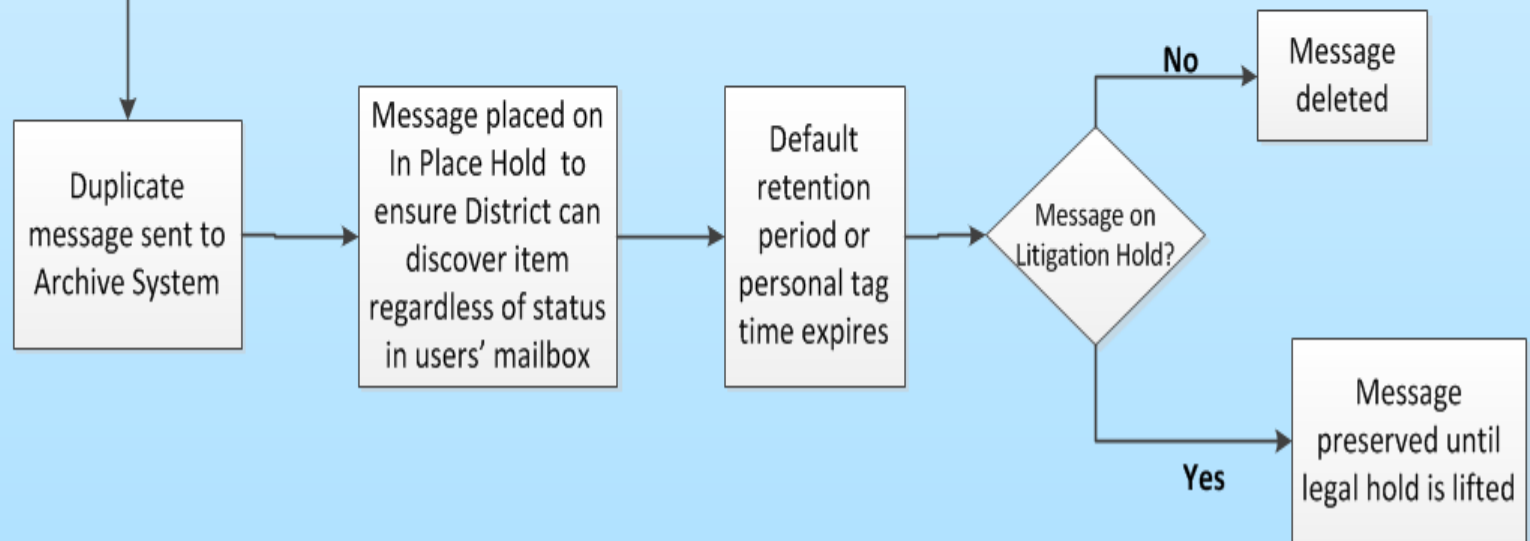 Duplicate
message sent to
Archive System
Message placed on
In Place Hold to
ensure District can
discover item
regardless of status
in users’ mailbox
Default
retention
period or
personal tag
time expires
Message on
Litigation Hold?
No
Message
deleted
Yes
Message
preserved until
legal hold is lifted